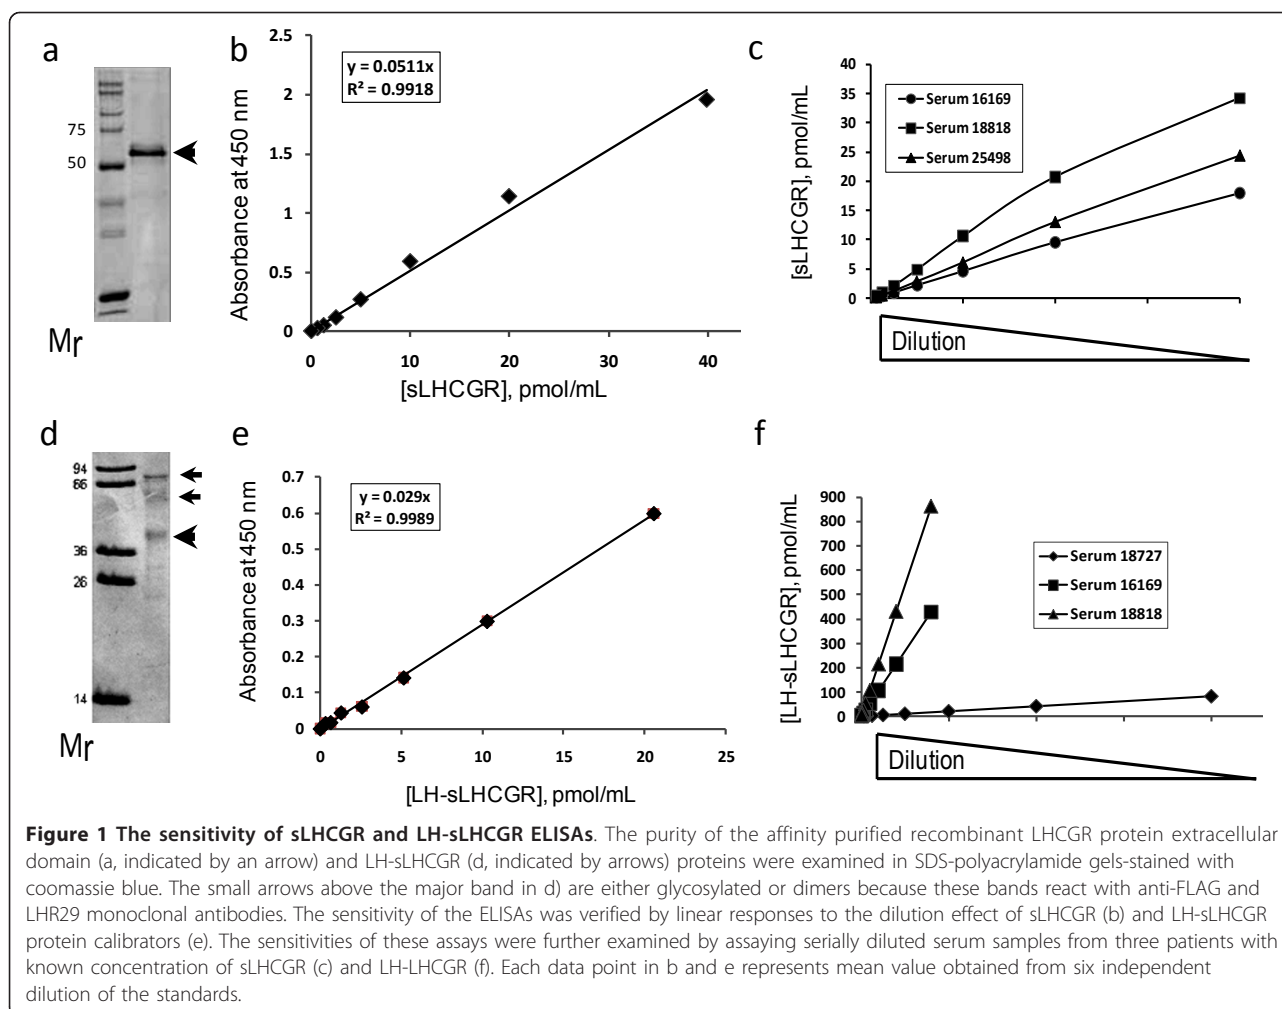 a
75
50
Mr
b
2.5
2
1.5
1
0.5
0
y = 0.0511x
R² = 0.9918
Absorbance at 450 nm
0 10 20 30 40
[sLHCGR], pmol/mL
c
40
35
30
25
20
15
10
5
0
Serum 16169
Serum 18818
Serum 25498
[sLHCGR], pmol/mL
Dilution
d
94
66
36
26
14
Mr
e
0.7
0.6
0.5
0.4
0.3
0.2
0.1
0
y = 0.029x
R² = 0.9989
Absorbance at 450 nm
0 5 10 15 20 25
[LH-sLHCGR], pmol/mL
f
900
800
700
600
500
400
300
200
100
0
Serum 18727
Serum 16169
Serum 18818
[LH-sLHCGR], pmol/mL
Dilution
Figure 1 The sensitivity of sLHCGR and LH-sLHCGR ELISAs. The purity of the affinity purified recombinant LHCGR protein extracellular
domain (a, indicated by an arrow) and LH-sLHCGR (d, indicated by arrows) proteins were examined in SDS-polyacrylamide gels-stained with
coomassie blue. The small arrows above the major band in d) are either glycosylated or dimers because these bands react with anti-FLAG and
LHR29 monoclonal antibodies. The sensitivity of the ELISAs was verified by linear responses to the dilution effect of sLHCGR (b) and LH-sLHCGR
protein calibrators (e). The sensitivities of these assays were further examined by assaying serially diluted serum samples from three patients with
known concentration of sLHCGR (c) and LH-LHCGR (f). Each data point in b and e represents mean value obtained from six independent
dilution of the standards.